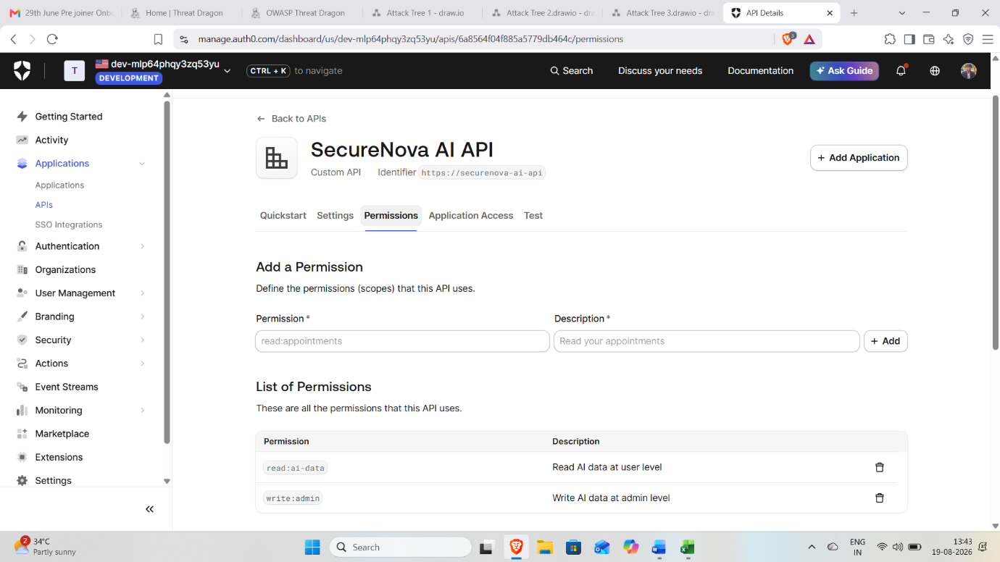 29th June Pre joiner Onbo
Home | Threat Dragon
OWASP Threat Dragon
Attack Tree 1 - draw.io
Attack Tree 2.drawio - dra
Attack Tree 3.drawio - dra
API Details
manage.auth0.com/dashboard/us/dev-mlp64phqy3zq53yu/apis/6a8564f04f885a5779db464c/permissions
3
T
dev-mlp64phqy3zq53yu
DEVELOPMENT
CTRL + K to navigate
Search
Discuss your needs
Documentation
Ask Guide
Getting Started
Activity
Applications
Applications
APIs
SSO Integrations
Authentication
Organizations
User Management
Branding
Security
Actions
Event Streams
Monitoring
Marketplace
Extensions
Settings
Back to APIs
SecureNova AI API
Custom API Identifier https://securenova-ai-api
+ Add Application
Quickstart Settings Permissions Application Access Test
Add a Permission
Define the permissions (scopes) that this API uses.
Permission * Description *
read:appointments Read your appointments + Add
List of Permissions
These are all the permissions that this API uses.
Permission Description
read:ai-data Read AI data at user level
write:admin Write AI data at admin level
2
34°C
Partly sunny
Search
ENG
IN
13:43
19-08-2026